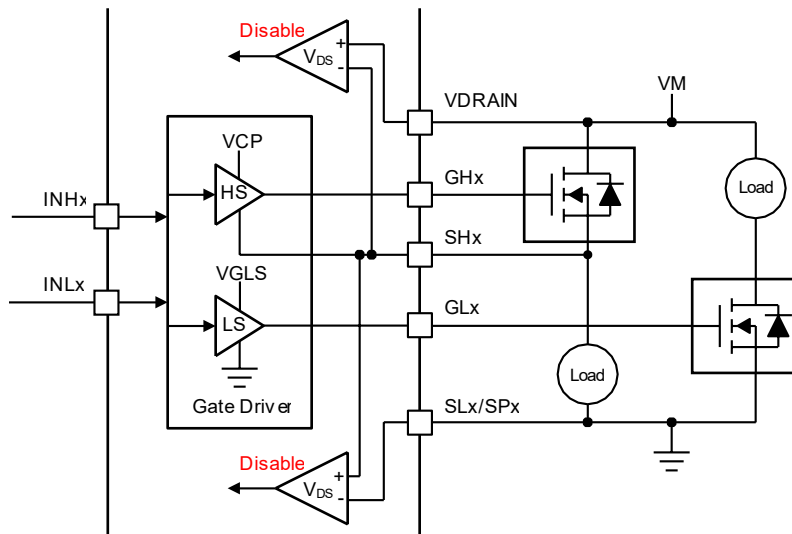 Disable
+
VDS
-
VDRAIN
VM
VCP
HS
GHx
Load
INHx
SHx
VGLS
INLx
LS
GLx
Load
Gate Driver
SLx/SPx
Disable
+
VDS
-